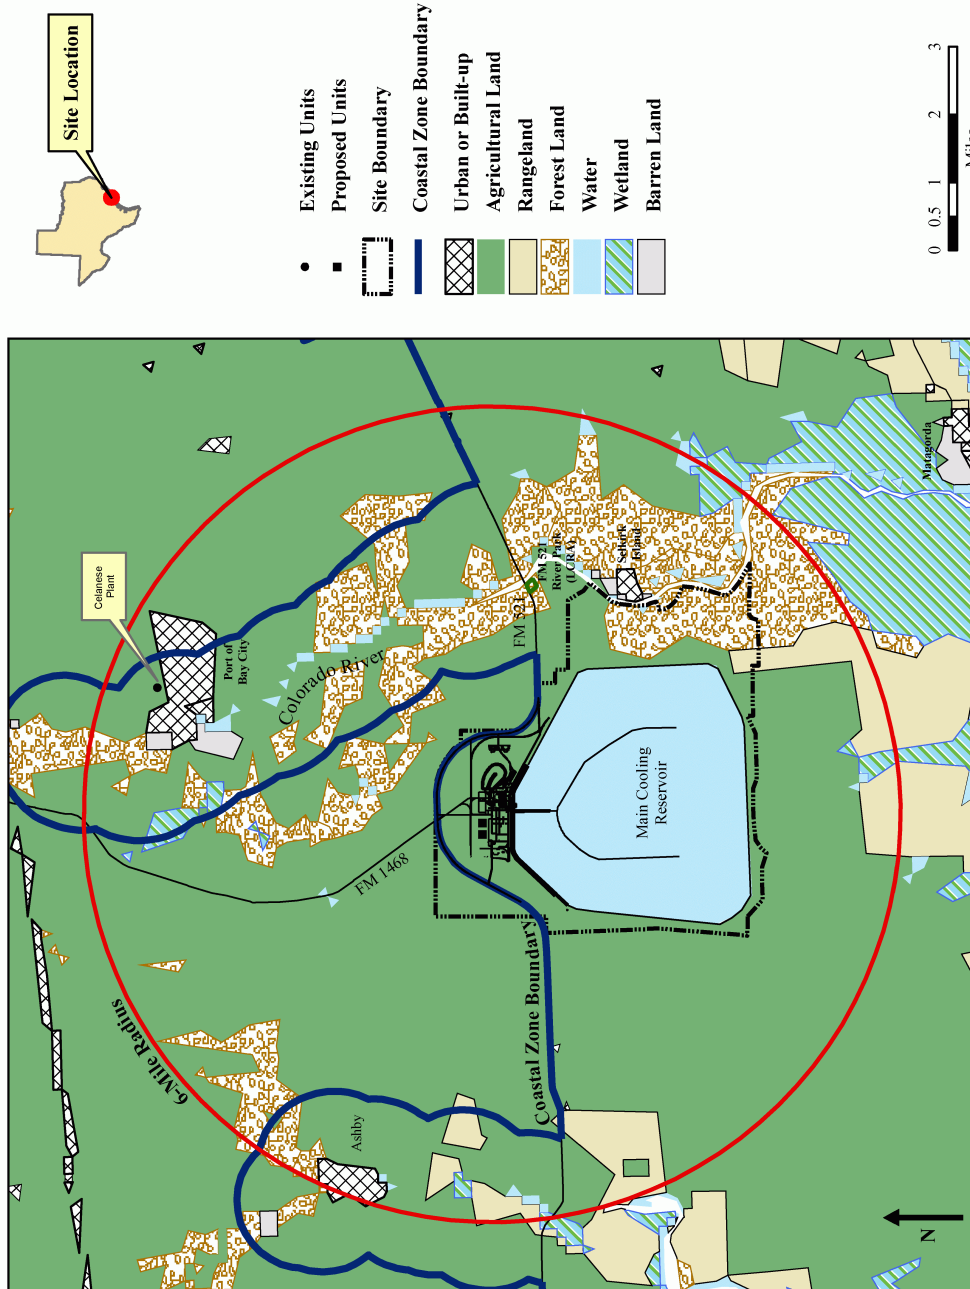 Site Location
Existing Units
Proposed Units
Site Boundary
Coastal Zone Boundary
Urban or Built-up
Agricultural Land
Rangeland
Forest Land
Water
Wetland
Barren Land
0 0.5 1 2 3
Miles
Celanese
Plant
Port of
Bay City
Colorado River
FM 521
FM 521
River Park
(LCRA)
Selkirk
Island
Matagorda
Main Cooling
Reservoir
FM 1468
6-Mile Radius
Coastal Zone Boundary
Ashby
N